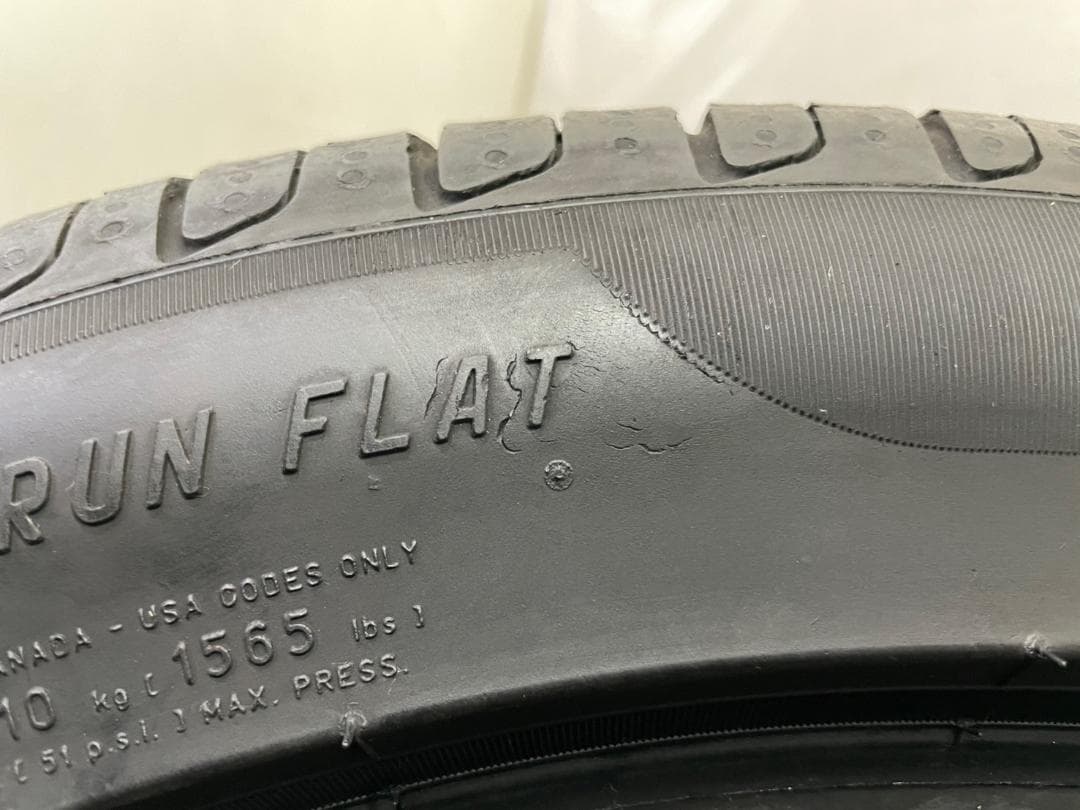 RUN FLAT
ANADA - USA CODES ONLY
10 kg ( 1565 lbs )
( 51 p.s.i. ) MAX. PRESS.